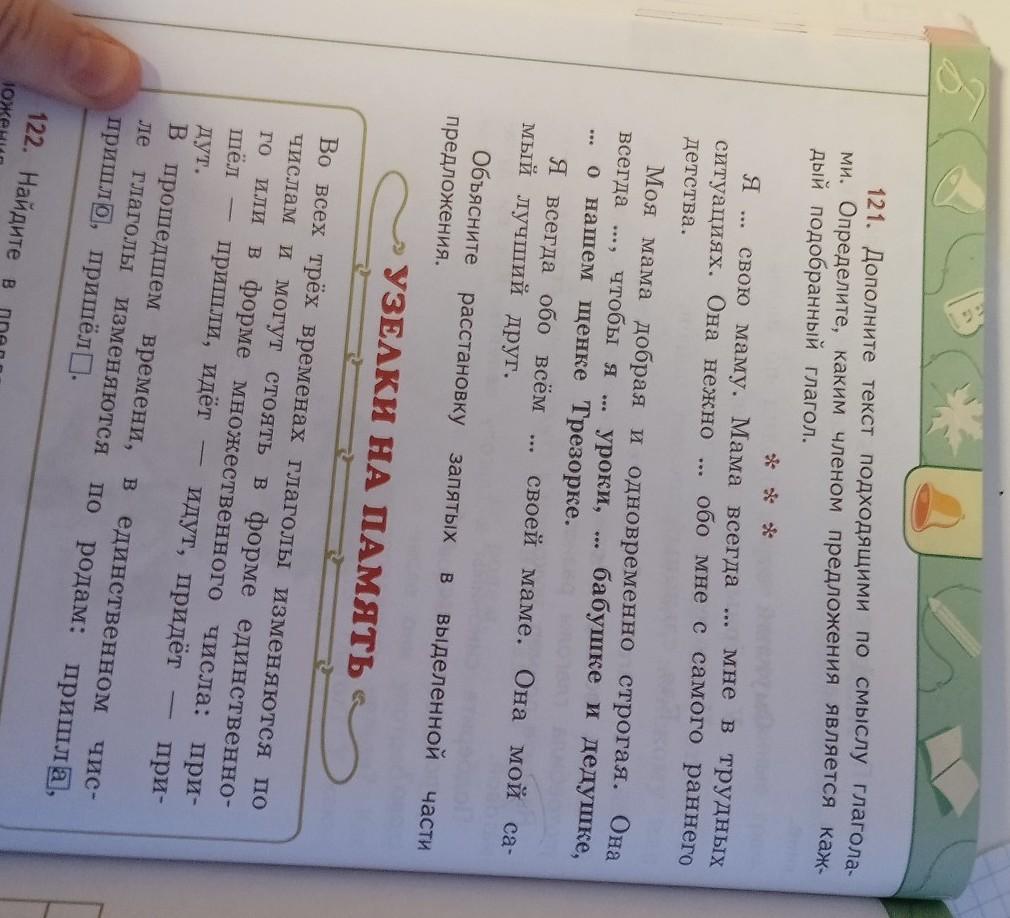 121. Дополните текст подходящими по смыслу глагола-
ми. Определите, каким членом предложения является каж-
дый подобранный глагол.
* * *
Я ... свою маму. Мама всегда ... мне в трудных
ситуациях. Она нежно ... обо мне с самого раннего
детства.
Моя мама добрая и одновременно строгая. Она
всегда ..., чтобы я ... уроки, ... бабушке и дедушке,
... о нашем щенке Трезорке.
Я всегда обо всём ... своей маме. Она мой са-
мый лучший друг.
Объясните расстановку запятых в выделенной части
предложения.
УЗЕЛКИ НА ПАМЯТЬ
Во всех трёх временах глаголы изменяются по
числам и могут стоять в форме единственно-
го или в форме множественного числа: при-
шёл — пришли, идёт — идут, придёт — при-
дут.
В прошедшем времени, в единственном чис-
ле глаголы изменяются по родам: пришла,
пришло, пришёл□.
122. Найдите в